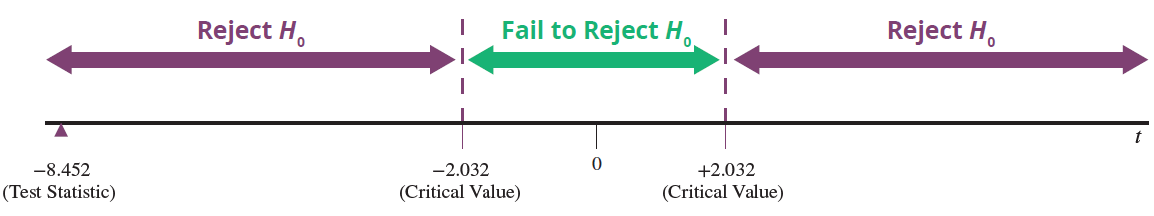 Reject H₀
Fail to Reject H₀
Reject H₀
t
−8.452
(Test Statistic)
−2.032
(Critical Value)
0
+2.032
(Critical Value)